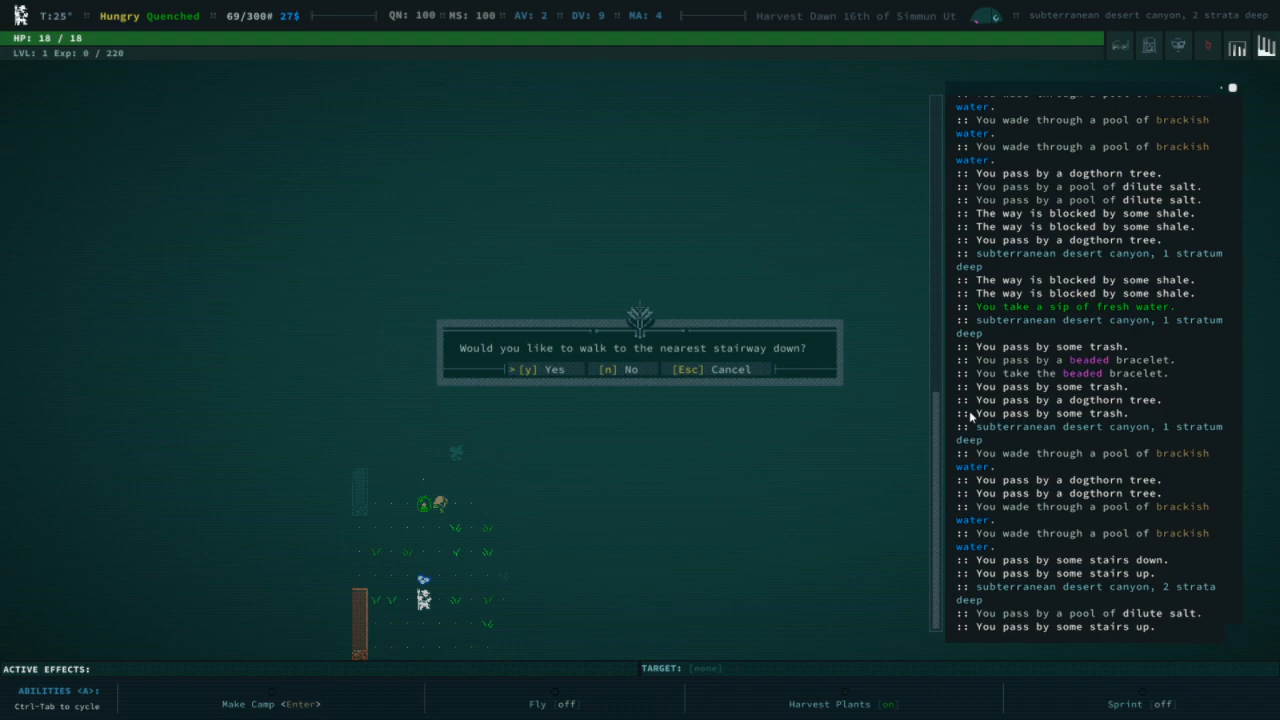 T:25° Hungry Quenched 69/300# 27$ QN: 100 MS: 100 AV: 2 DV: 9 MA: 4 Harvest Dawn 16th of Simmun Ut subterranean desert canyon, 2 strata deep
HP: 18 / 18
LVL: 1 Exp: 0 / 220
:: You wade through a pool of brackish
water.
:: You wade through a pool of brackish
water.
:: You wade through a pool of brackish
water.
:: You pass by a dogthorn tree.
:: You pass by a pool of dilute salt.
:: You pass by a pool of dilute salt.
:: The way is blocked by some shale.
:: The way is blocked by some shale.
:: You pass by a dogthorn tree.
:: subterranean desert canyon, 1 stratum
deep
:: The way is blocked by some shale.
:: The way is blocked by some shale.
:: You take a sip of fresh water.
:: subterranean desert canyon, 1 stratum
deep
:: You pass by some trash.
:: You pass by a beaded bracelet.
:: You take the beaded bracelet.
:: You pass by some trash.
:: You pass by a dogthorn tree.
:: You pass by some trash.
:: subterranean desert canyon, 1 stratum
deep
:: You wade through a pool of brackish
water.
:: You pass by a dogthorn tree.
:: You pass by a dogthorn tree.
:: You wade through a pool of brackish
water.
:: You wade through a pool of brackish
water.
:: You pass by some stairs down.
:: You pass by some stairs up.
:: subterranean desert canyon, 2 strata
deep
:: You pass by a pool of dilute salt.
:: You pass by some stairs up.
Would you like to walk to the nearest stairway down?
> [y] Yes [n] No [Esc] Cancel
ACTIVE EFFECTS: TARGET: [none]
ABILITIES <A>:
Ctrl-Tab to cycle
Make Camp <Enter> Fly [off] Harvest Plants [on] Sprint [off]